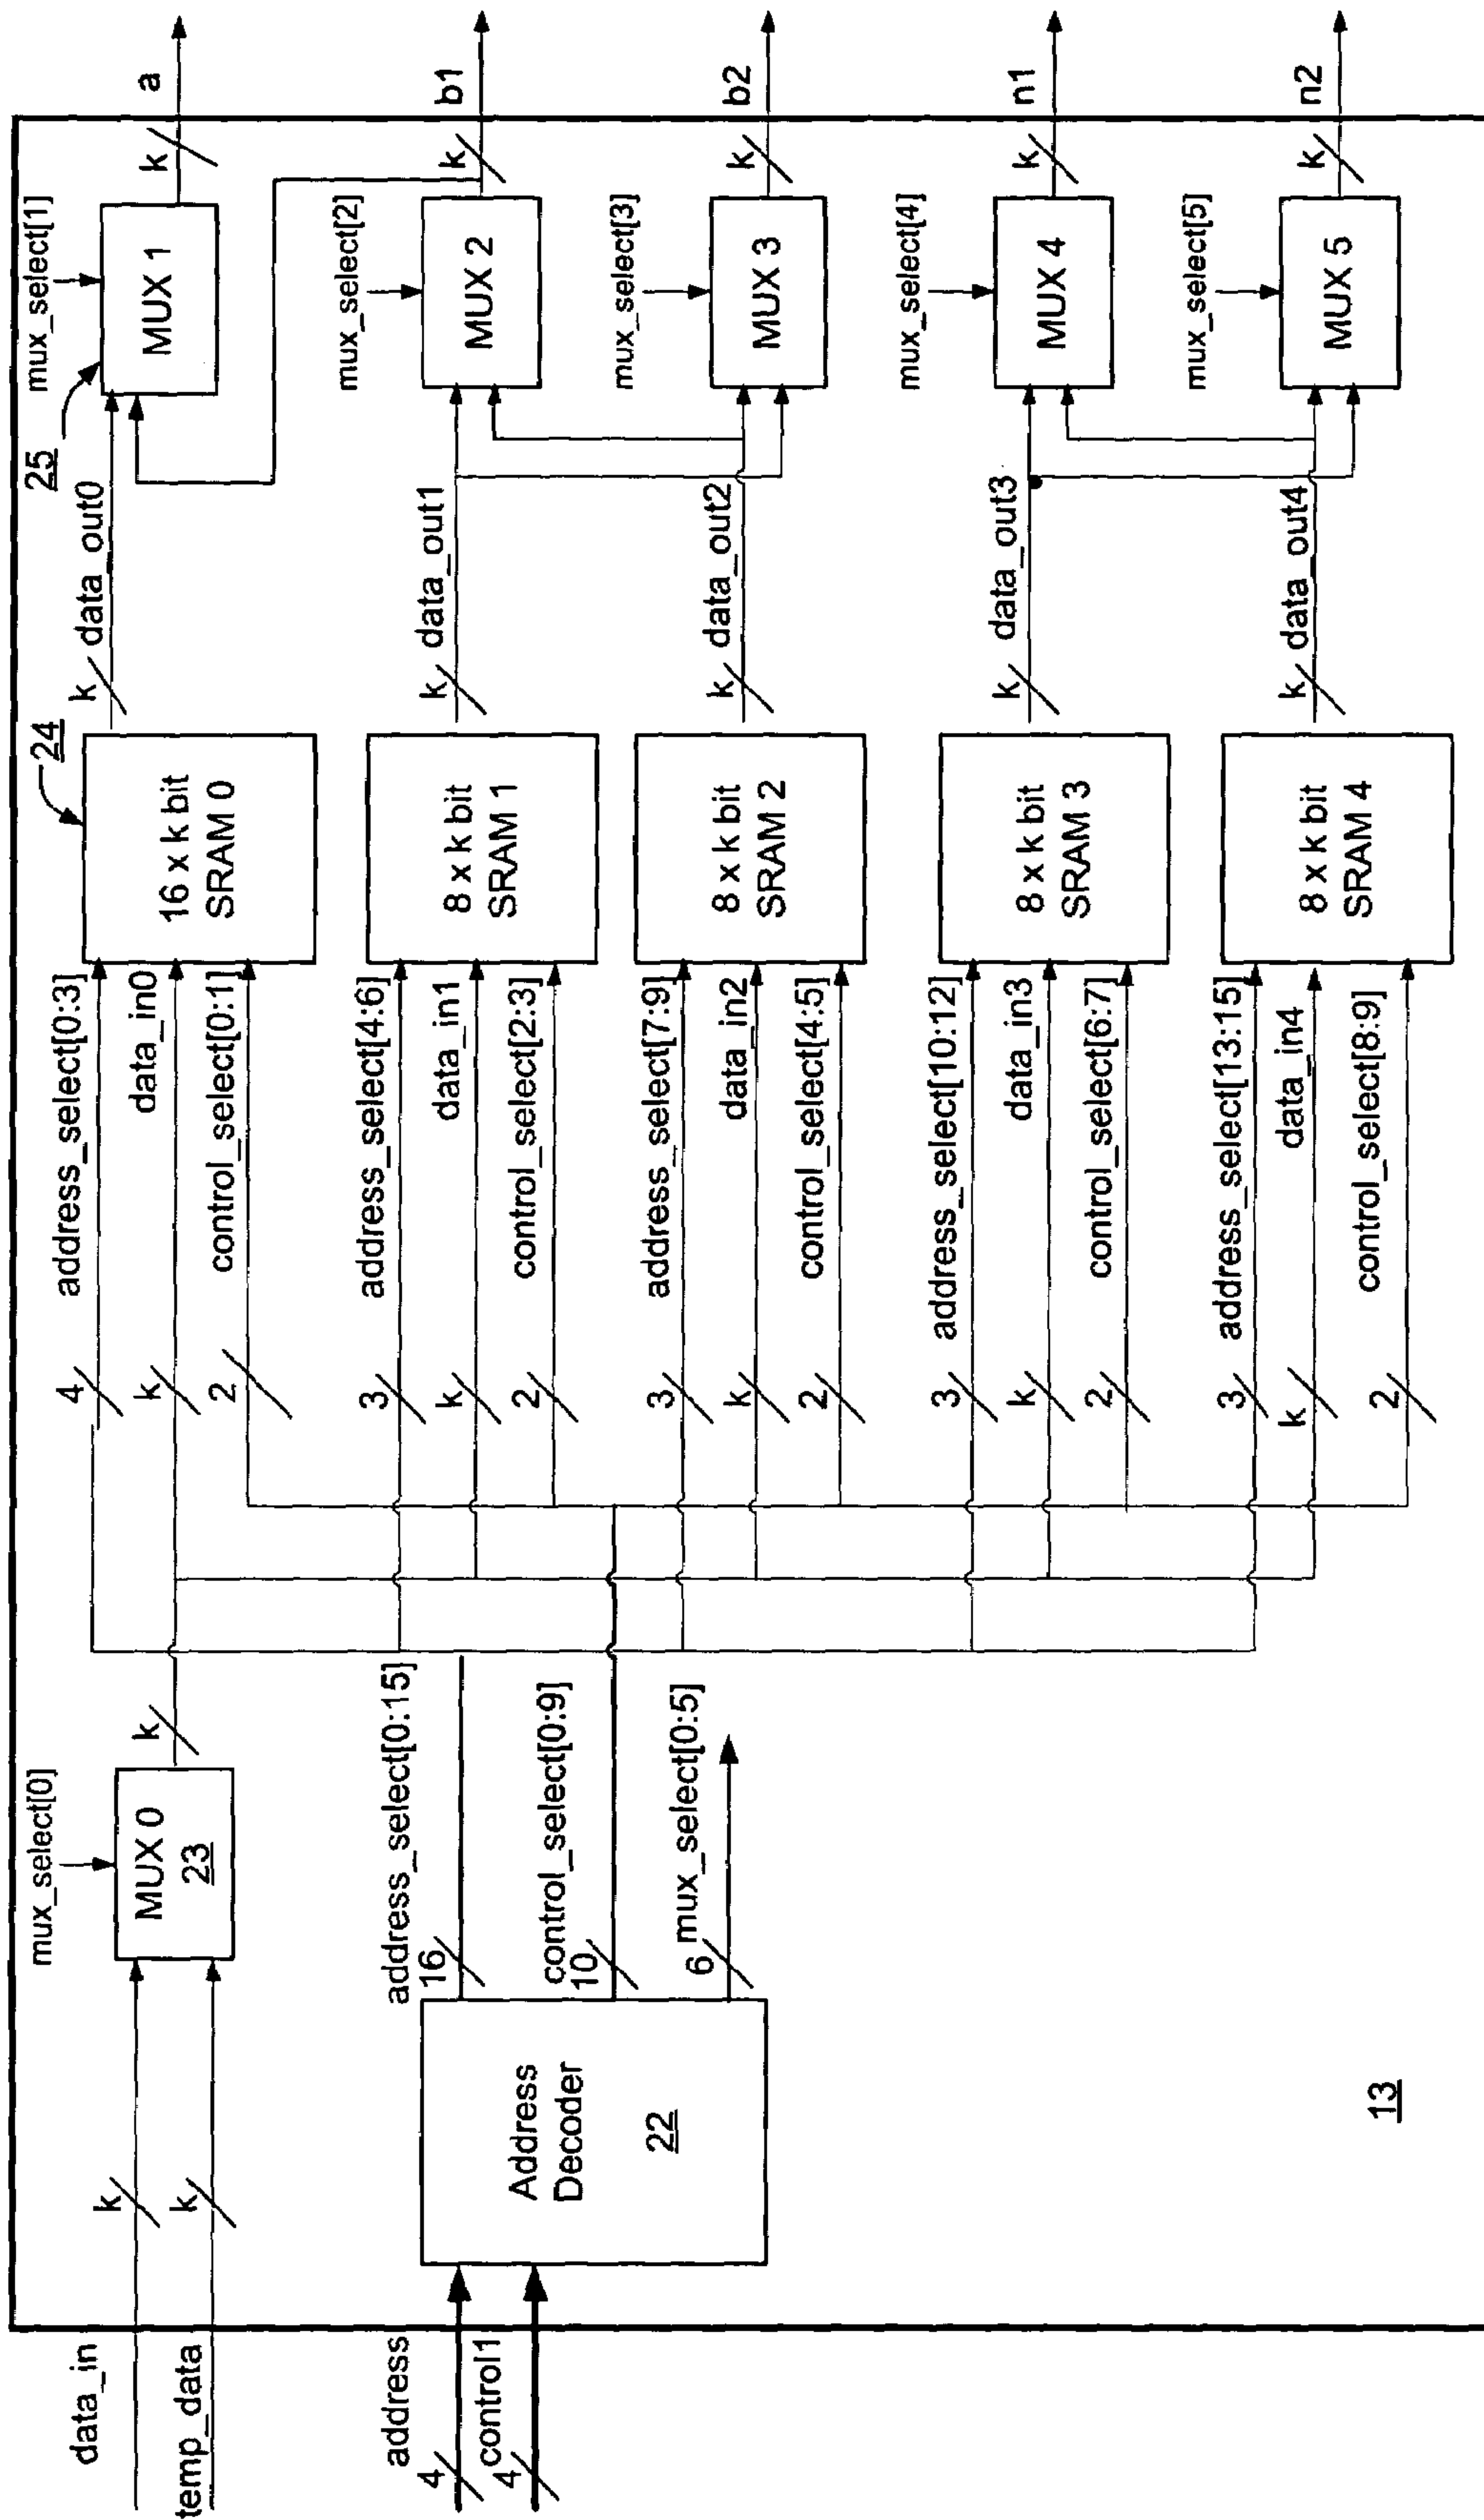 data_in
temp_data
address
4
control1
4
k
k
mux_select[0]
MUX 0
23
k
Address
Decoder
22
address_select[0:15]
16
control_select[0:9]
10
mux_select[0:5]
6
13
address_select[0:3]
4
data_in0
k
control_select[0:1]
2
address_select[4:6]
3
data_in1
k
control_select[2:3]
2
address_select[7:9]
3
data_in2
k
control_select[4:5]
2
address_select[10:12]
3
data_in3
k
control_select[6:7]
2
address_select[13:15]
3
data_in4
k
control_select[8:9]
2
24
16 x k bit
SRAM 0
8 x k bit
SRAM 1
8 x k bit
SRAM 2
8 x k bit
SRAM 3
8 x k bit
SRAM 4
k data_out0
k data_out1
k data_out2
k data_out3
k data_out4
25
mux_select[1]
MUX 1
k
a
mux_select[2]
MUX 2
k
b1
mux_select[3]
MUX 3
k
b2
mux_select[4]
MUX 4
k
n1
mux_select[5]
MUX 5
k
n2